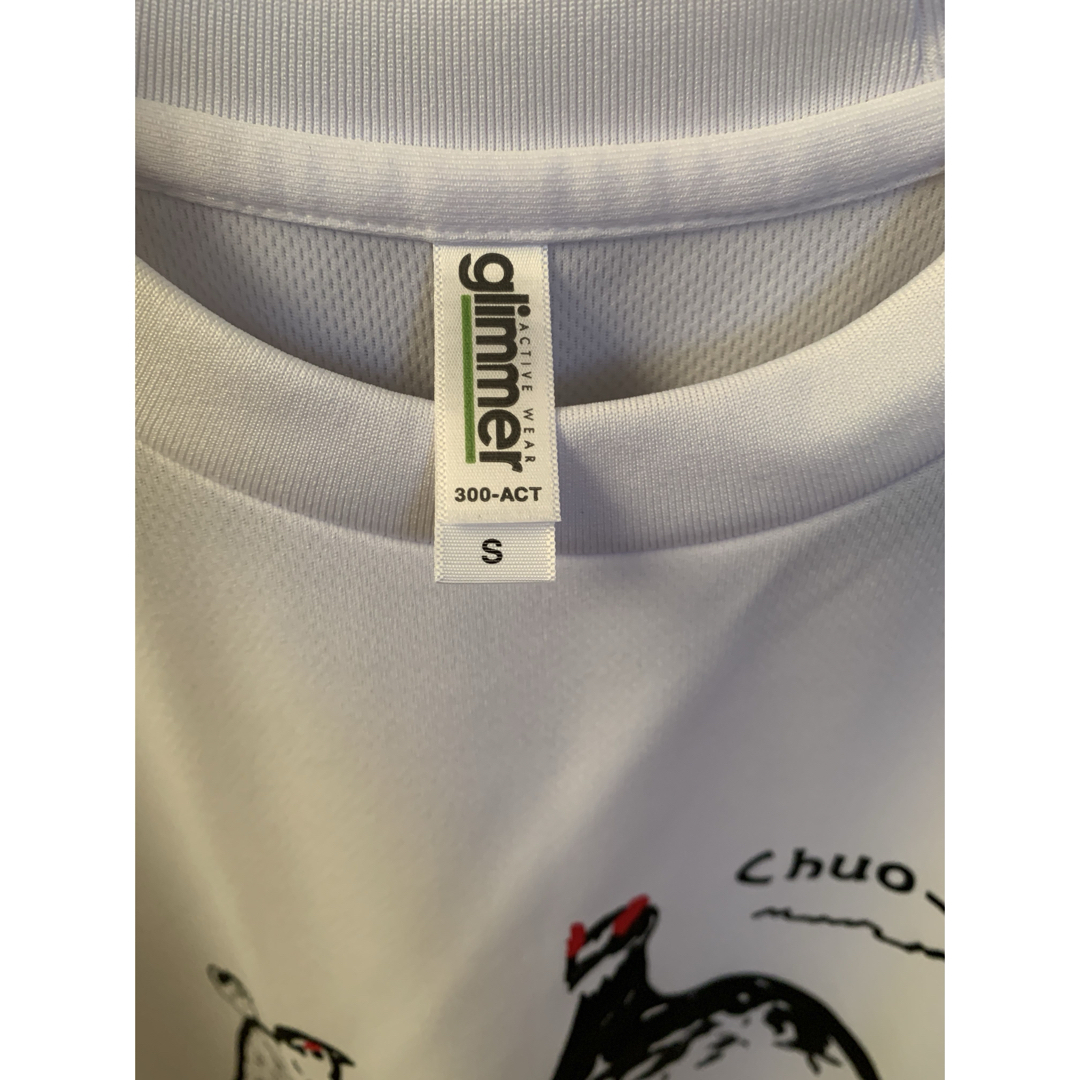 glimmer
ACTIVE WEAR
300-ACT
S
Chuo-